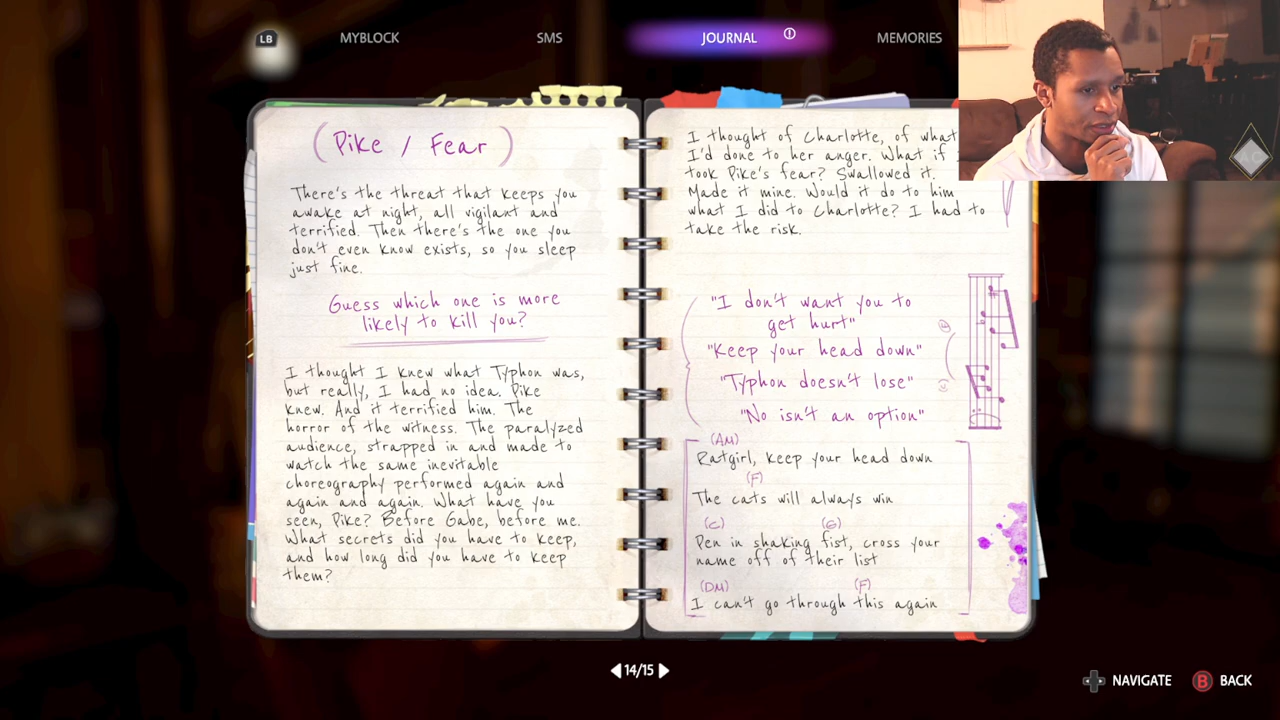 LB
MYBLOCK
SMS
JOURNAL
MEMORIES
(Pike / Fear)
There's the threat that keeps you
awake at night, all vigilant and
terrified. Then there's the one you
don't even know exists, so you sleep
just fine.
Guess which one is more
likely to kill you?
I thought I knew what Typhon was,
but really, I had no idea. Pike
knew. And it terrified him. The
horror of the witness. The paralyzed
audience, strapped in and made to
watch the same inevitable
choreography performed again and
again and again. What have you
seen, Pike? Before Gabe, before me.
What secrets did you have to keep,
and how long did you have to keep
them?
I thought of Charlotte, of what
I'd done to her anger. What if
took Pike's fear? Swallowed it.
Made it mine. Would it do to him
what I did to Charlotte? I had to
take the risk.
"I don't want you to
get hurt"
"Keep your head down"
"Typhon doesn't lose"
"No isn't an option"
(AM)
Ratgirl, keep your head down
(F)
The cats will always win
(C) (G)
Pen in shaking fist, cross your
name off of their list
(DM) (F)
I can't go through this again
14/15
NAVIGATE
B BACK